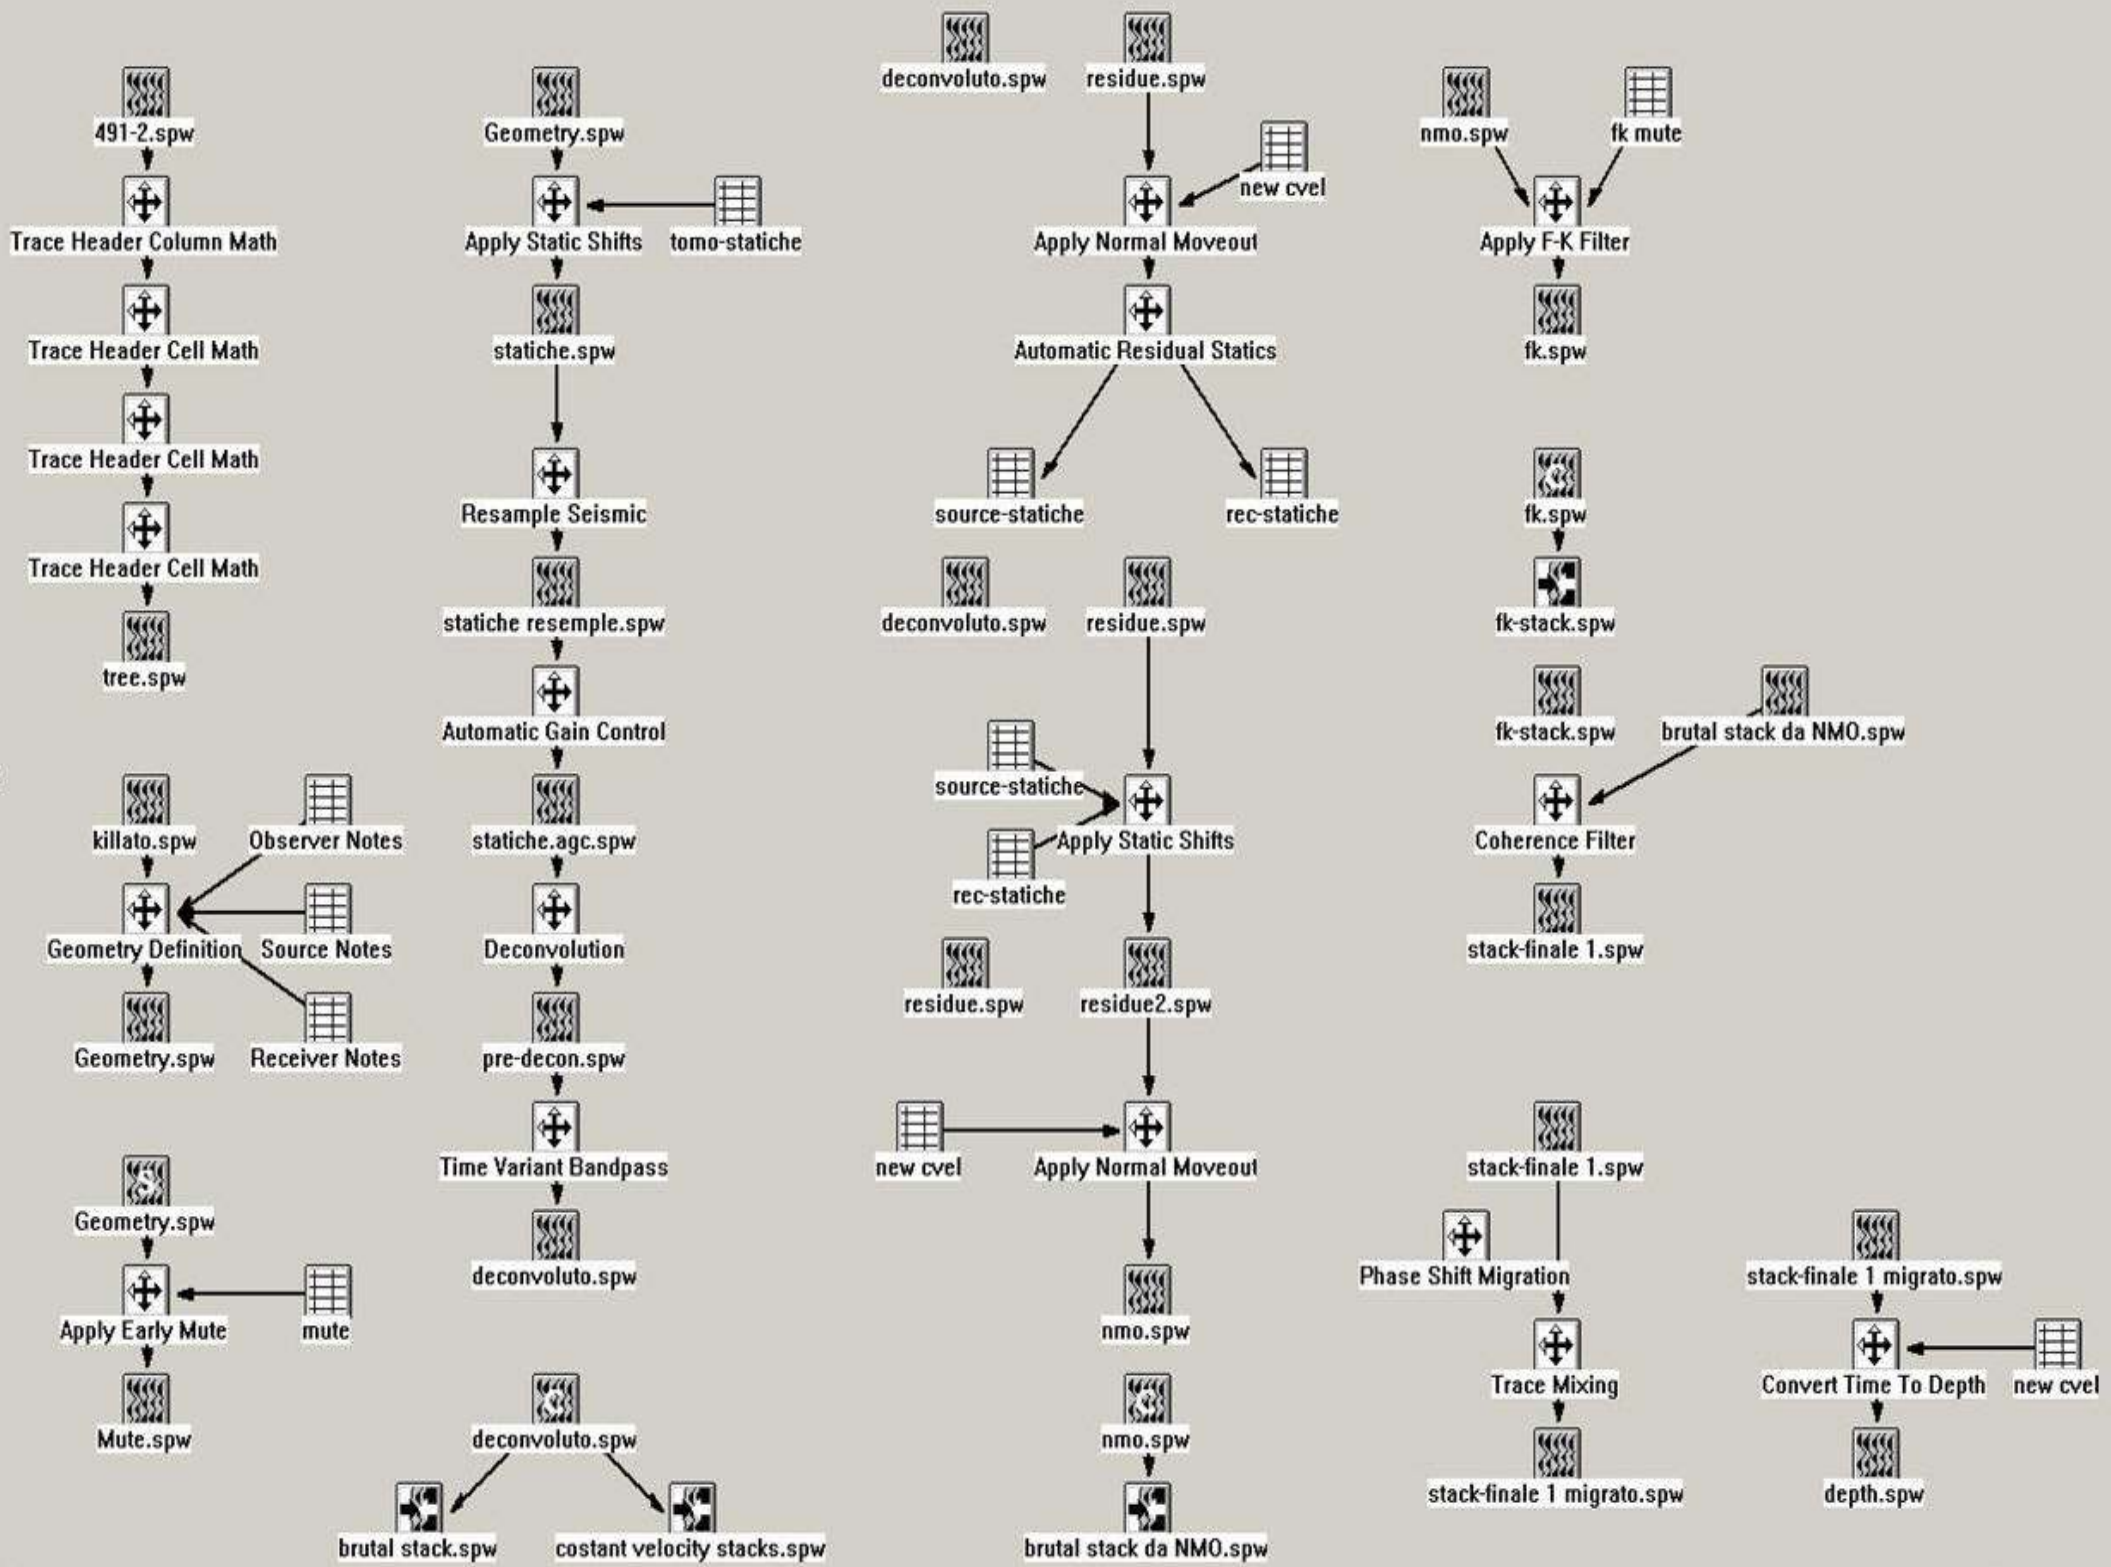 491-2.spw
Trace Header Column Math
Trace Header Cell Math
Trace Header Cell Math
Trace Header Cell Math
tree.spw
killato.spw
Observer Notes
Geometry Definition
Source Notes
Geometry.spw
Receiver Notes
Geometry.spw
Apply Early Mute
mute
Mute.spw
Geometry.spw
Apply Static Shifts
tomo-statiche
statiche.spw
Resample Seismic
statiche resemple.spw
Automatic Gain Control
statiche.agc.spw
Deconvolution
pre-decon.spw
Time Variant Bandpass
deconvoluto.spw
deconvoluto.spw
brutal stack.spw
costant velocity stacks.spw
deconvoluto.spw
residue.spw
new cvel
Apply Normal Moveout
Automatic Residual Statics
source-statiche
rec-statiche
deconvoluto.spw
residue.spw
source-statiche
Apply Static Shifts
rec-statiche
residue.spw
residue2.spw
new cvel
Apply Normal Moveout
nmo.spw
nmo.spw
brutal stack da NMO.spw
nmo.spw
fk mute
Apply F-K Filter
fk.spw
fk.spw
fk-stack.spw
fk-stack.spw
brutal stack da NMO.spw
Coherence Filter
stack-finale 1.spw
stack-finale 1.spw
Phase Shift Migration
Trace Mixing
stack-finale 1 migrato.spw
stack-finale 1 migrato.spw
Convert Time To Depth
new cvel
depth.spw